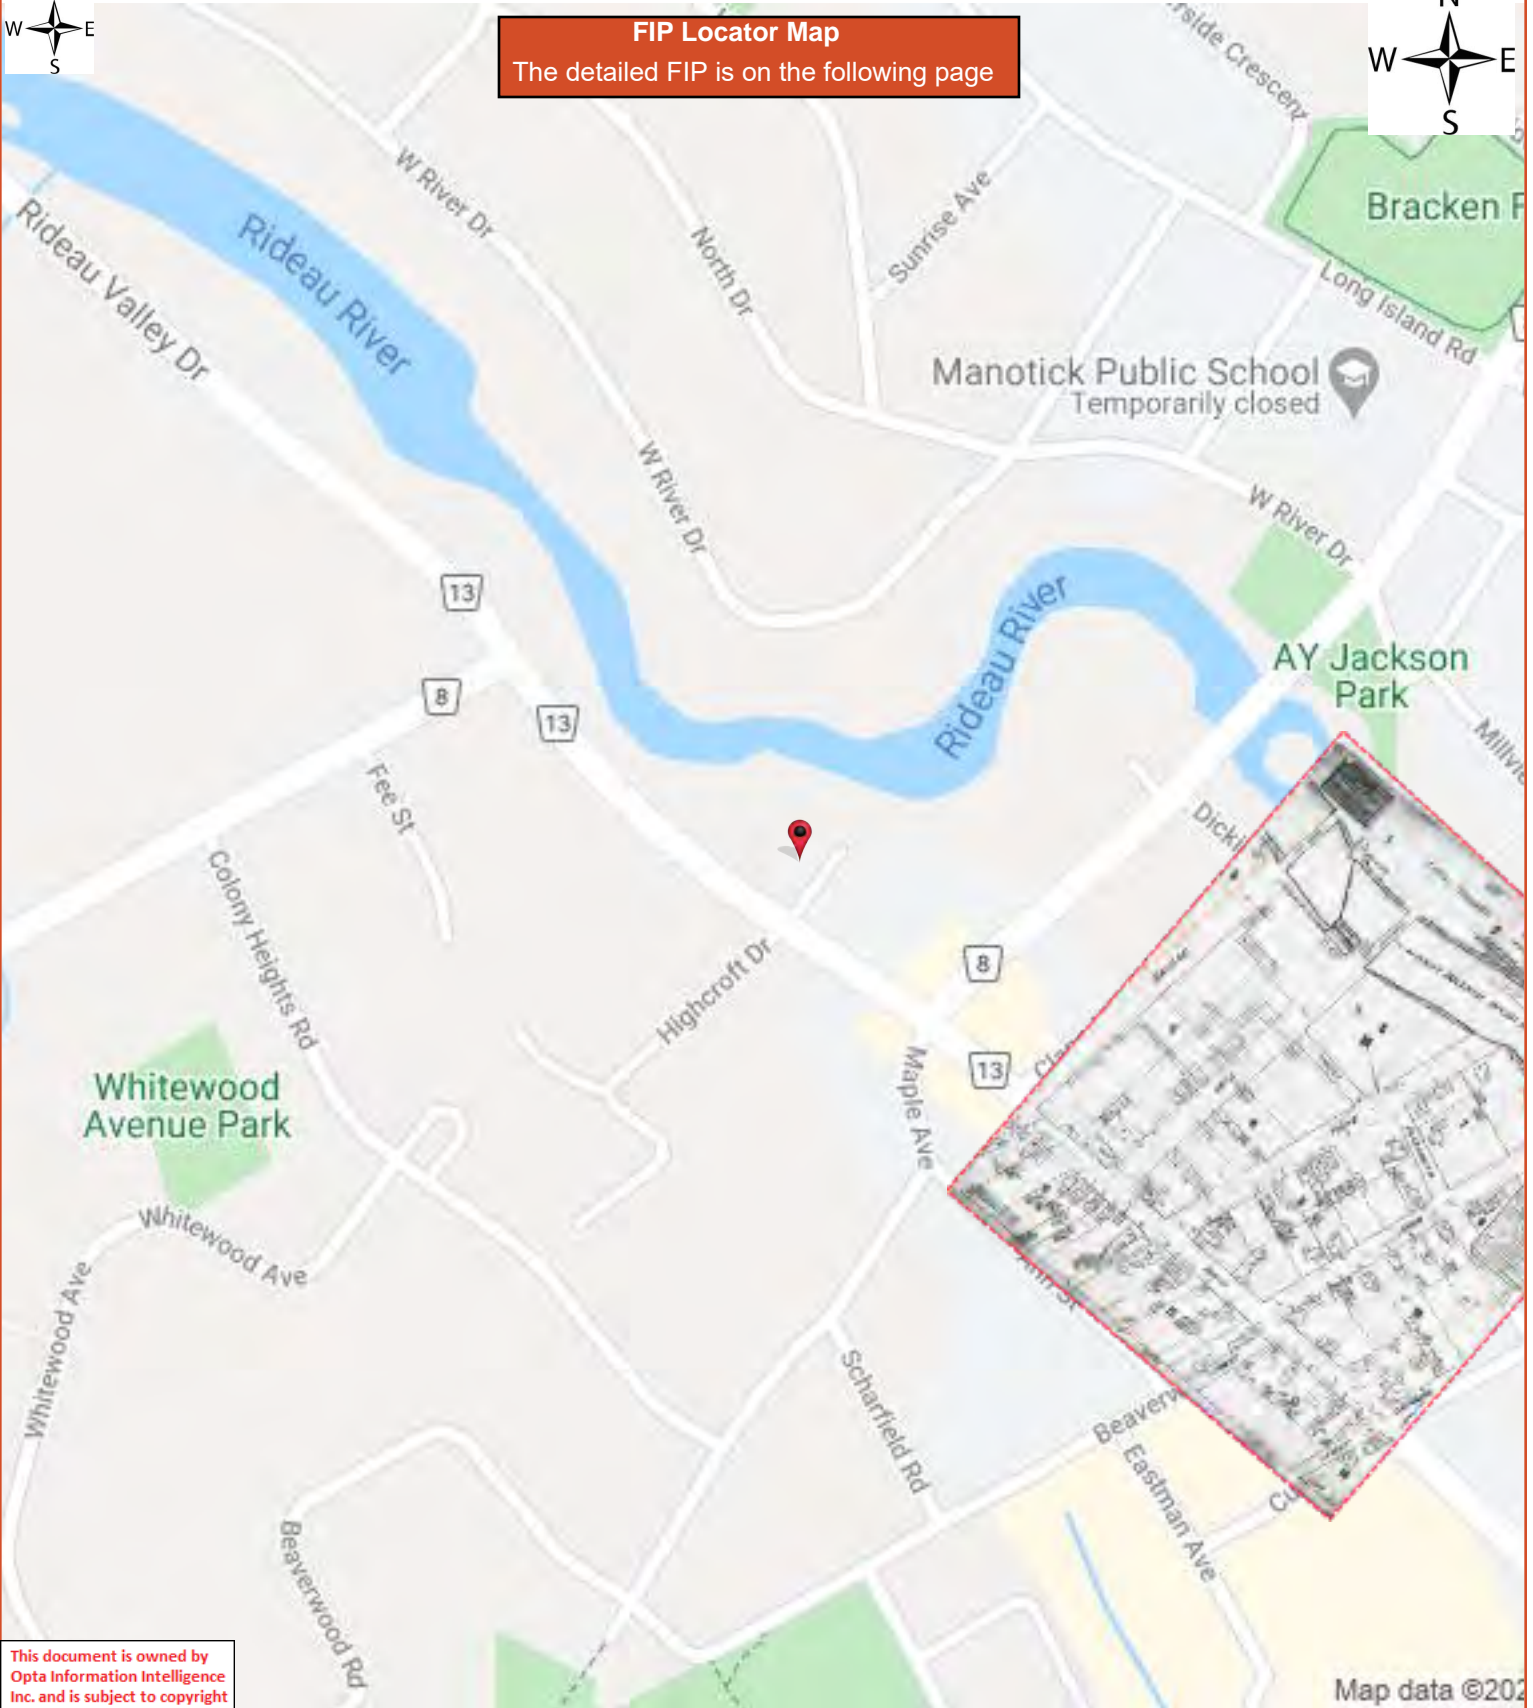 W E
S
N
W E
S
FIP Locator Map
The detailed FIP is on the following page
rside Crescent
Bracken F
W River Dr
Rideau River
Rideau Valley Dr
North Dr
Sunrise Ave
Long Island Rd
Manotick Public School
Temporarily closed
W River Dr
W River Dr
13
8
13
Rideau River
AY Jackson
Park
Fee St
Dicki
Colony Heights Rd
Highcroft Dr
8
13
Maple Ave
Whitewood
Avenue Park
Whitewood Ave
Whitewood Ave
Scharfield Rd
Beaverw
Eastman Ave
Beaverwood Rd
This document is owned by
Opta Information Intelligence
Inc. and is subject to copyright
Map data ©202